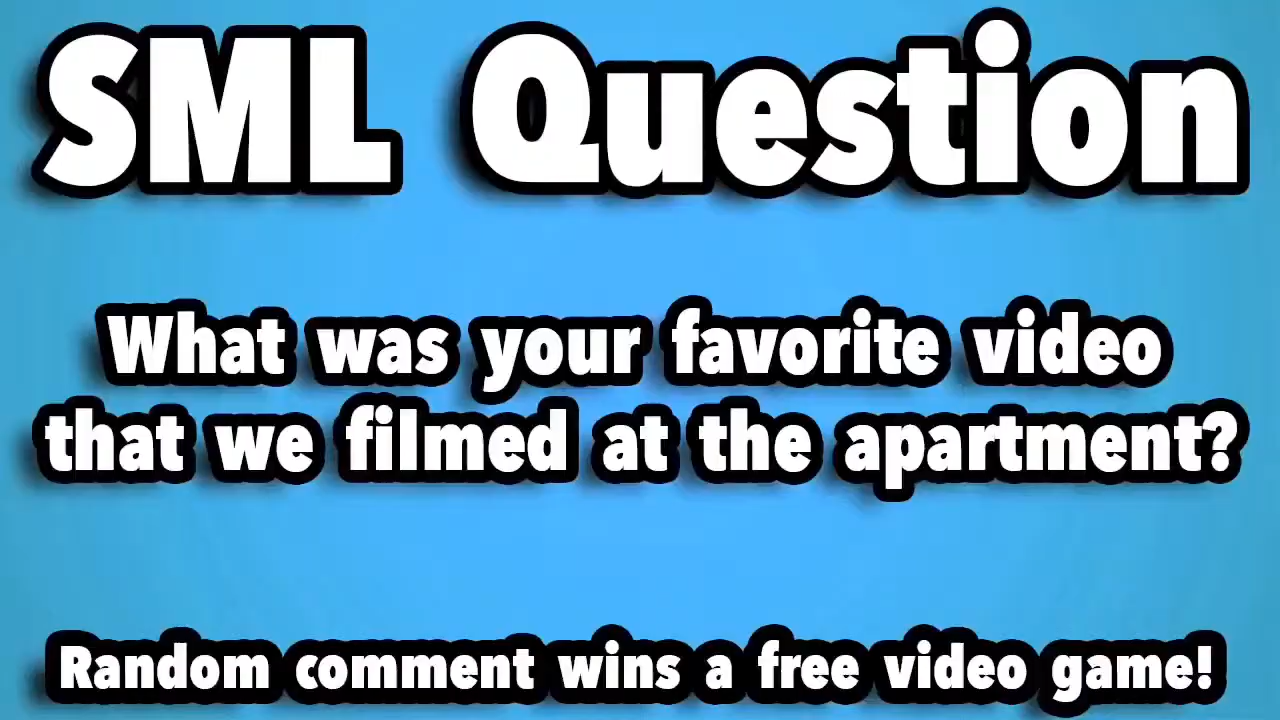 SML Question
What was your favorite video
that we filmed at the apartment?
Random comment wins a free video game!